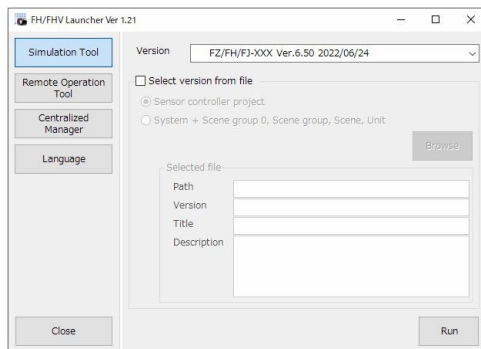 FH/FHV Launcher Ver 1.21
Simulation Tool
Remote Operation
Tool
Centralized
Manager
Language
Close
Version
FZ/FH/FJ-XXX Ver.6.50 2022/06/24
Select version from file
Sensor controller project
System + Scene group 0, Scene group, Scene, Unit
Browse
Selected file
Path
Version
Title
Description
Run